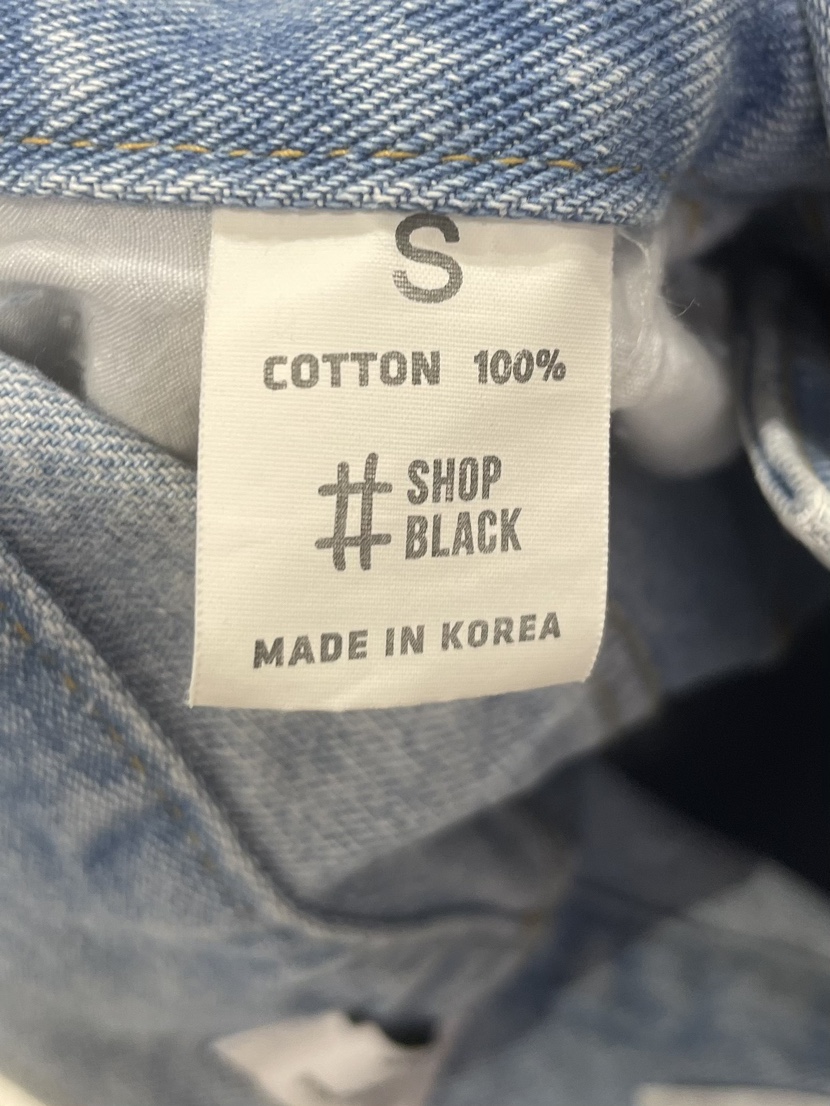 S
COTTON 100%
# SHOP
BLACK
MADE IN KOREA